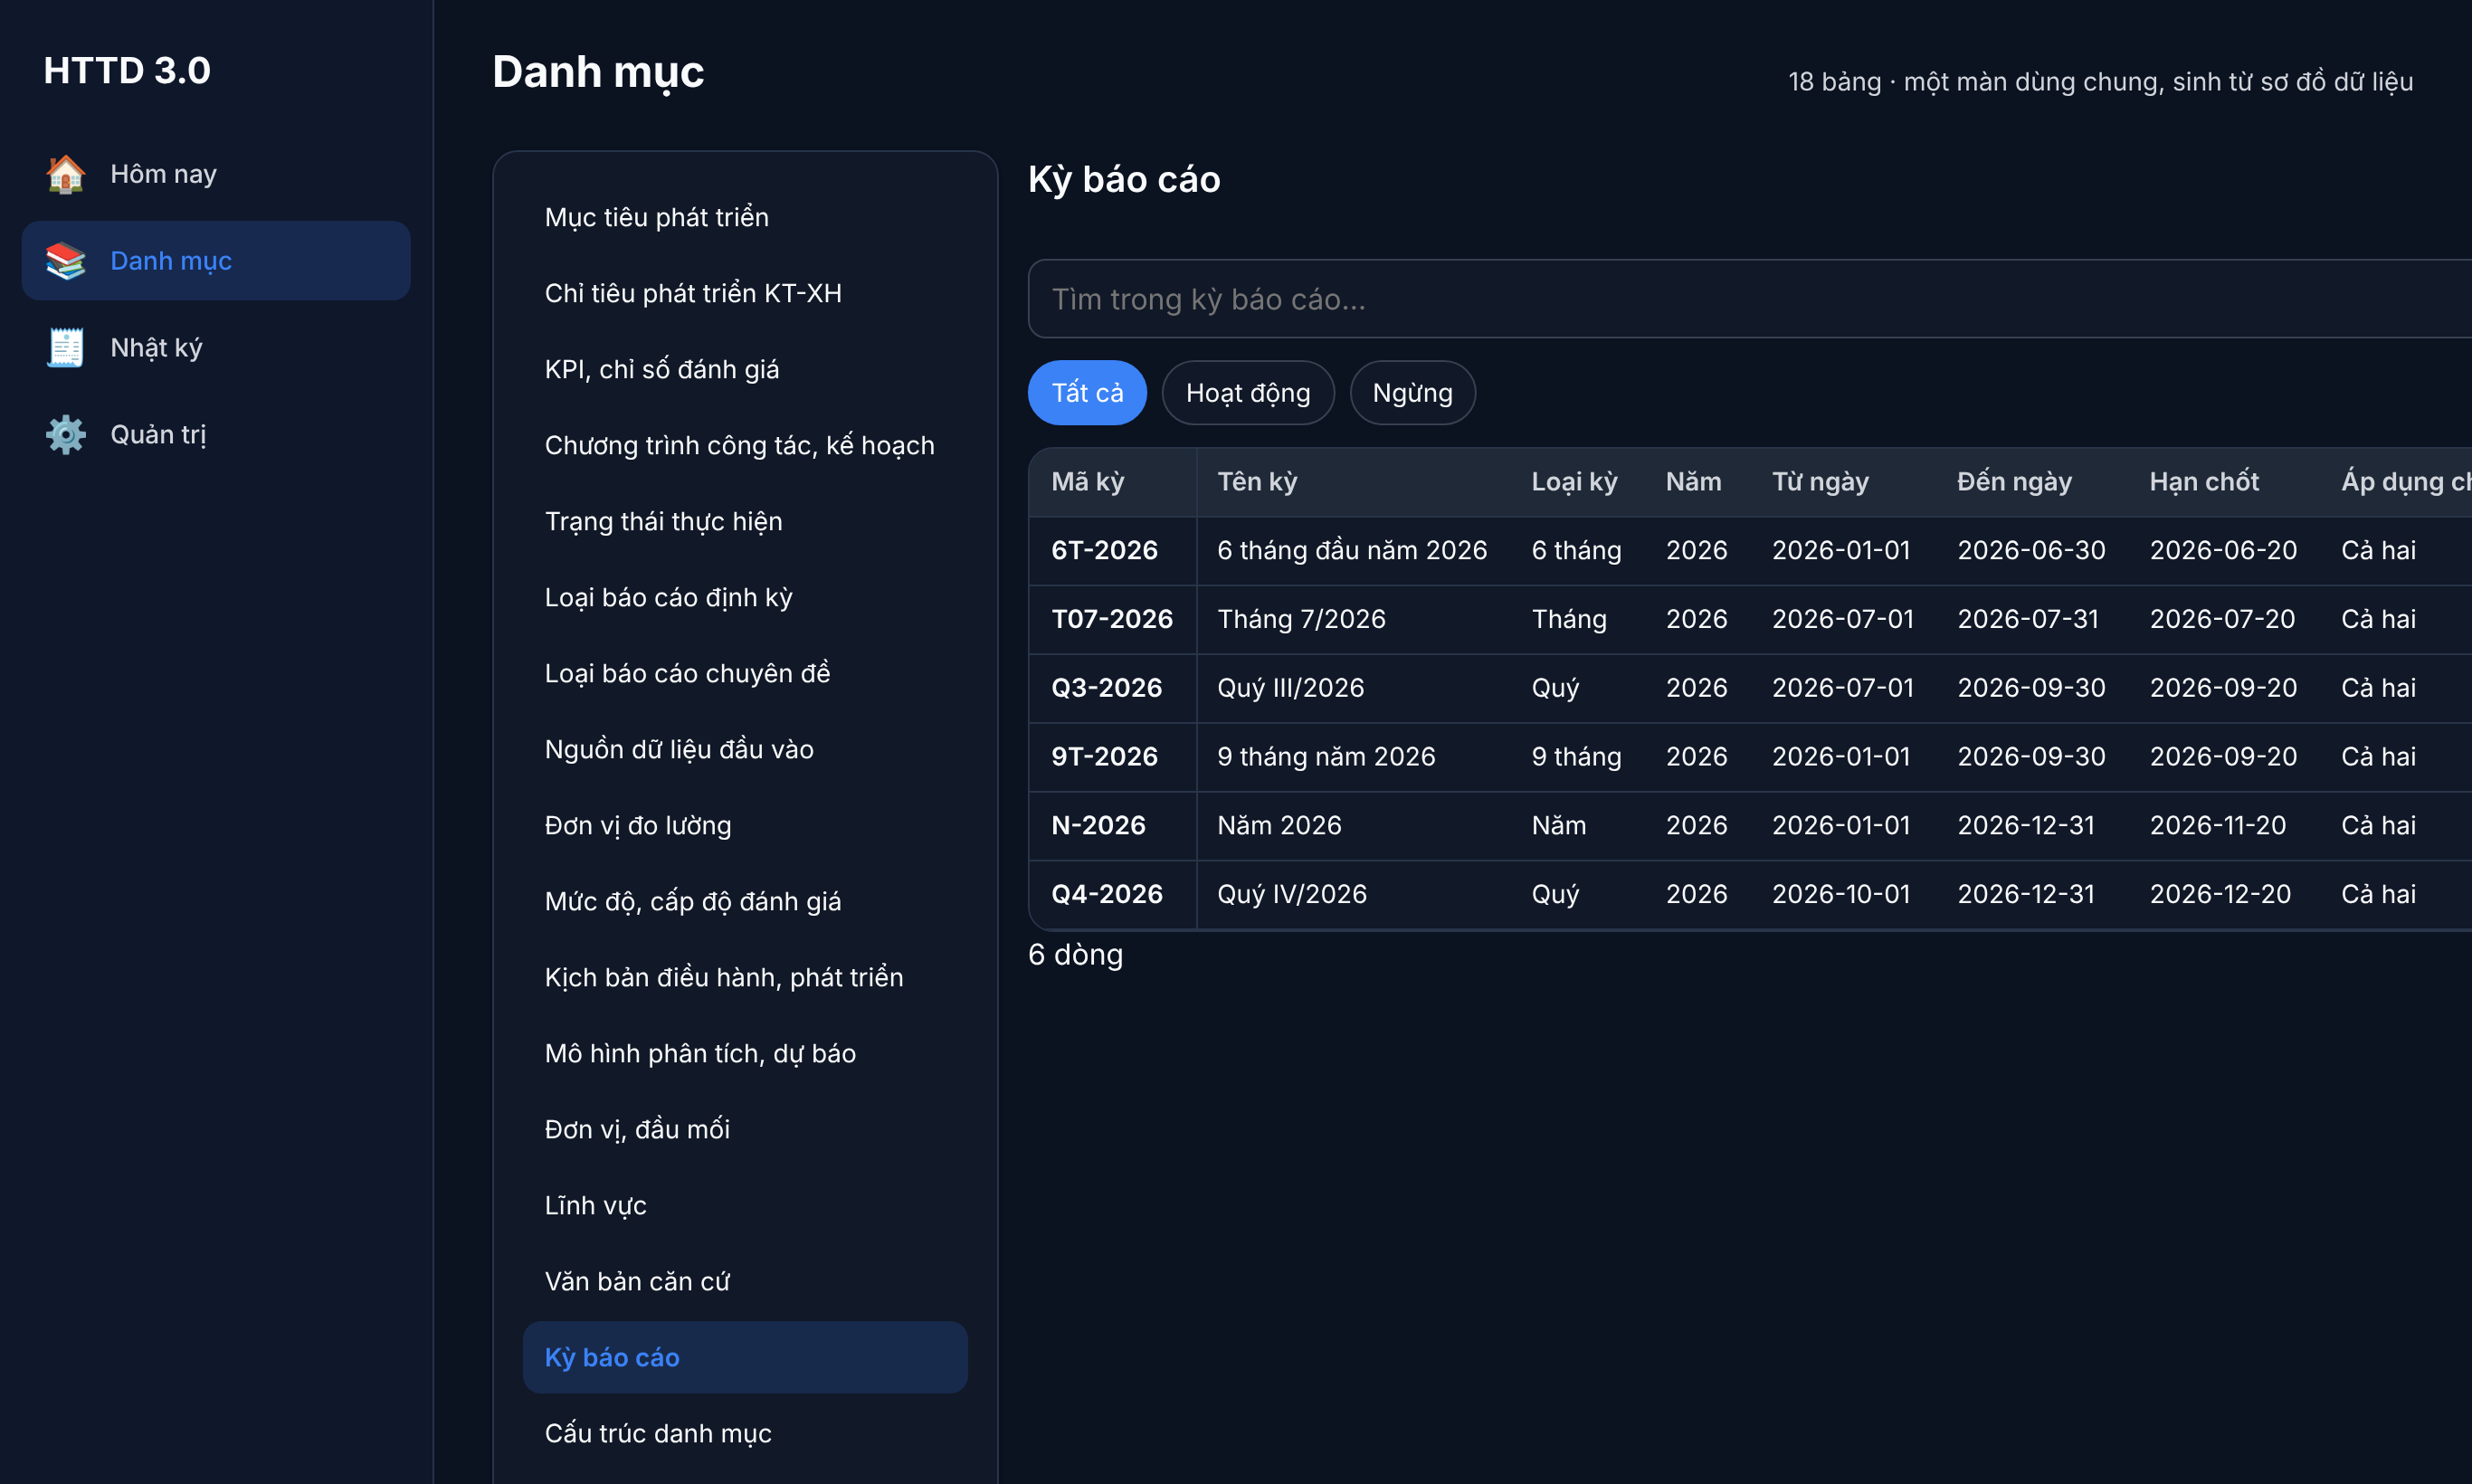 HTTD 3.0
Hôm nay
Danh mục
Nhật ký
Quản trị
Danh mục
18 bảng · một màn dùng chung, sinh từ sơ đồ dữ liệu
Mục tiêu phát triển
Chỉ tiêu phát triển KT-XH
KPI, chỉ số đánh giá
Chương trình công tác, kế hoạch
Trạng thái thực hiện
Loại báo cáo định kỳ
Loại báo cáo chuyên đề
Nguồn dữ liệu đầu vào
Đơn vị đo lường
Mức độ, cấp độ đánh giá
Kịch bản điều hành, phát triển
Mô hình phân tích, dự báo
Đơn vị, đầu mối
Lĩnh vực
Văn bản căn cứ
Kỳ báo cáo
Cấu trúc danh mục
Kỳ báo cáo
Tìm trong kỳ báo cáo...
Tất cả Hoạt động Ngừng
Mã kỳ Tên kỳ Loại kỳ Năm Từ ngày Đến ngày Hạn chốt Áp dụng
6T-2026 6 tháng đầu năm 2026 6 tháng 2026 2026-01-01 2026-06-30 2026-06-20 Cả hai
T07-2026 Tháng 7/2026 Tháng 2026 2026-07-01 2026-07-31 2026-07-20 Cả hai
Q3-2026 Quý III/2026 Quý 2026 2026-07-01 2026-09-30 2026-09-20 Cả hai
9T-2026 9 tháng năm 2026 9 tháng 2026 2026-01-01 2026-09-30 2026-09-20 Cả hai
N-2026 Năm 2026 Năm 2026 2026-01-01 2026-12-31 2026-11-20 Cả hai
Q4-2026 Quý IV/2026 Quý 2026 2026-10-01 2026-12-31 2026-12-20 Cả hai
6 dòng